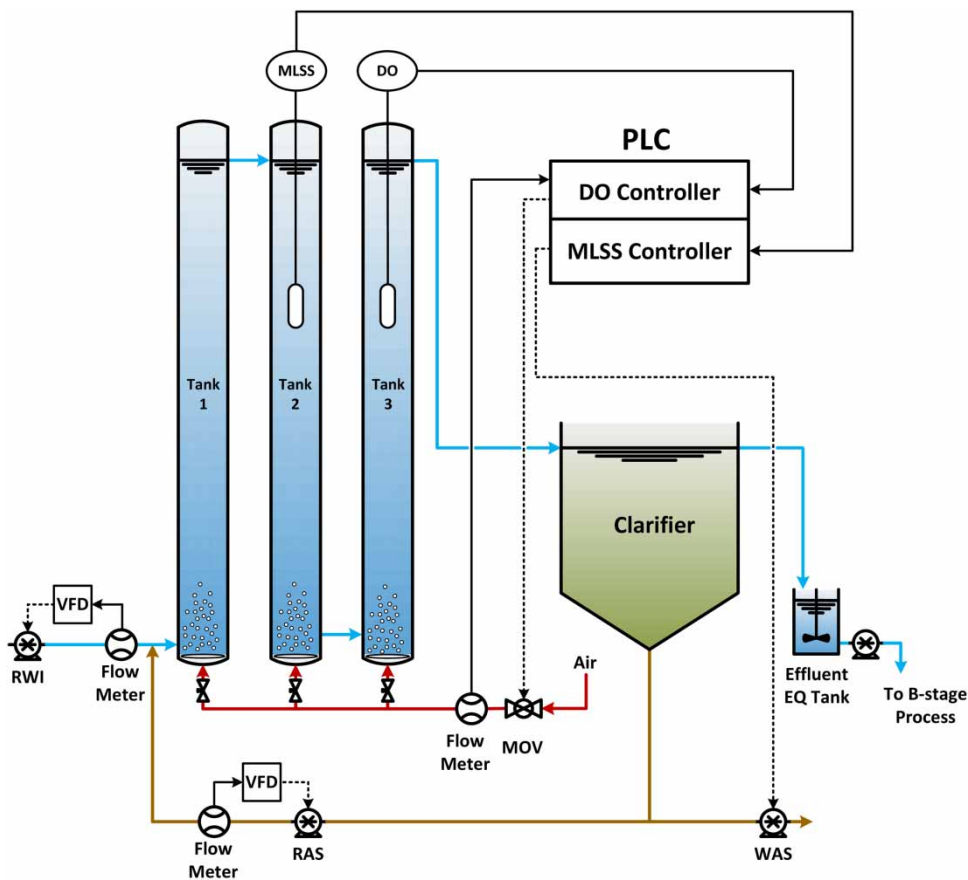 MLSS
DO
PLC
DO Controller
MLSS Controller
Tank
1
Tank
2
Tank
3
Clarifier
VFD
RWI
Flow
Meter
Air
Flow
Meter
MOV
Effluent
EQ Tank
To B-stage
Process
VFD
Flow
Meter
RAS
WAS